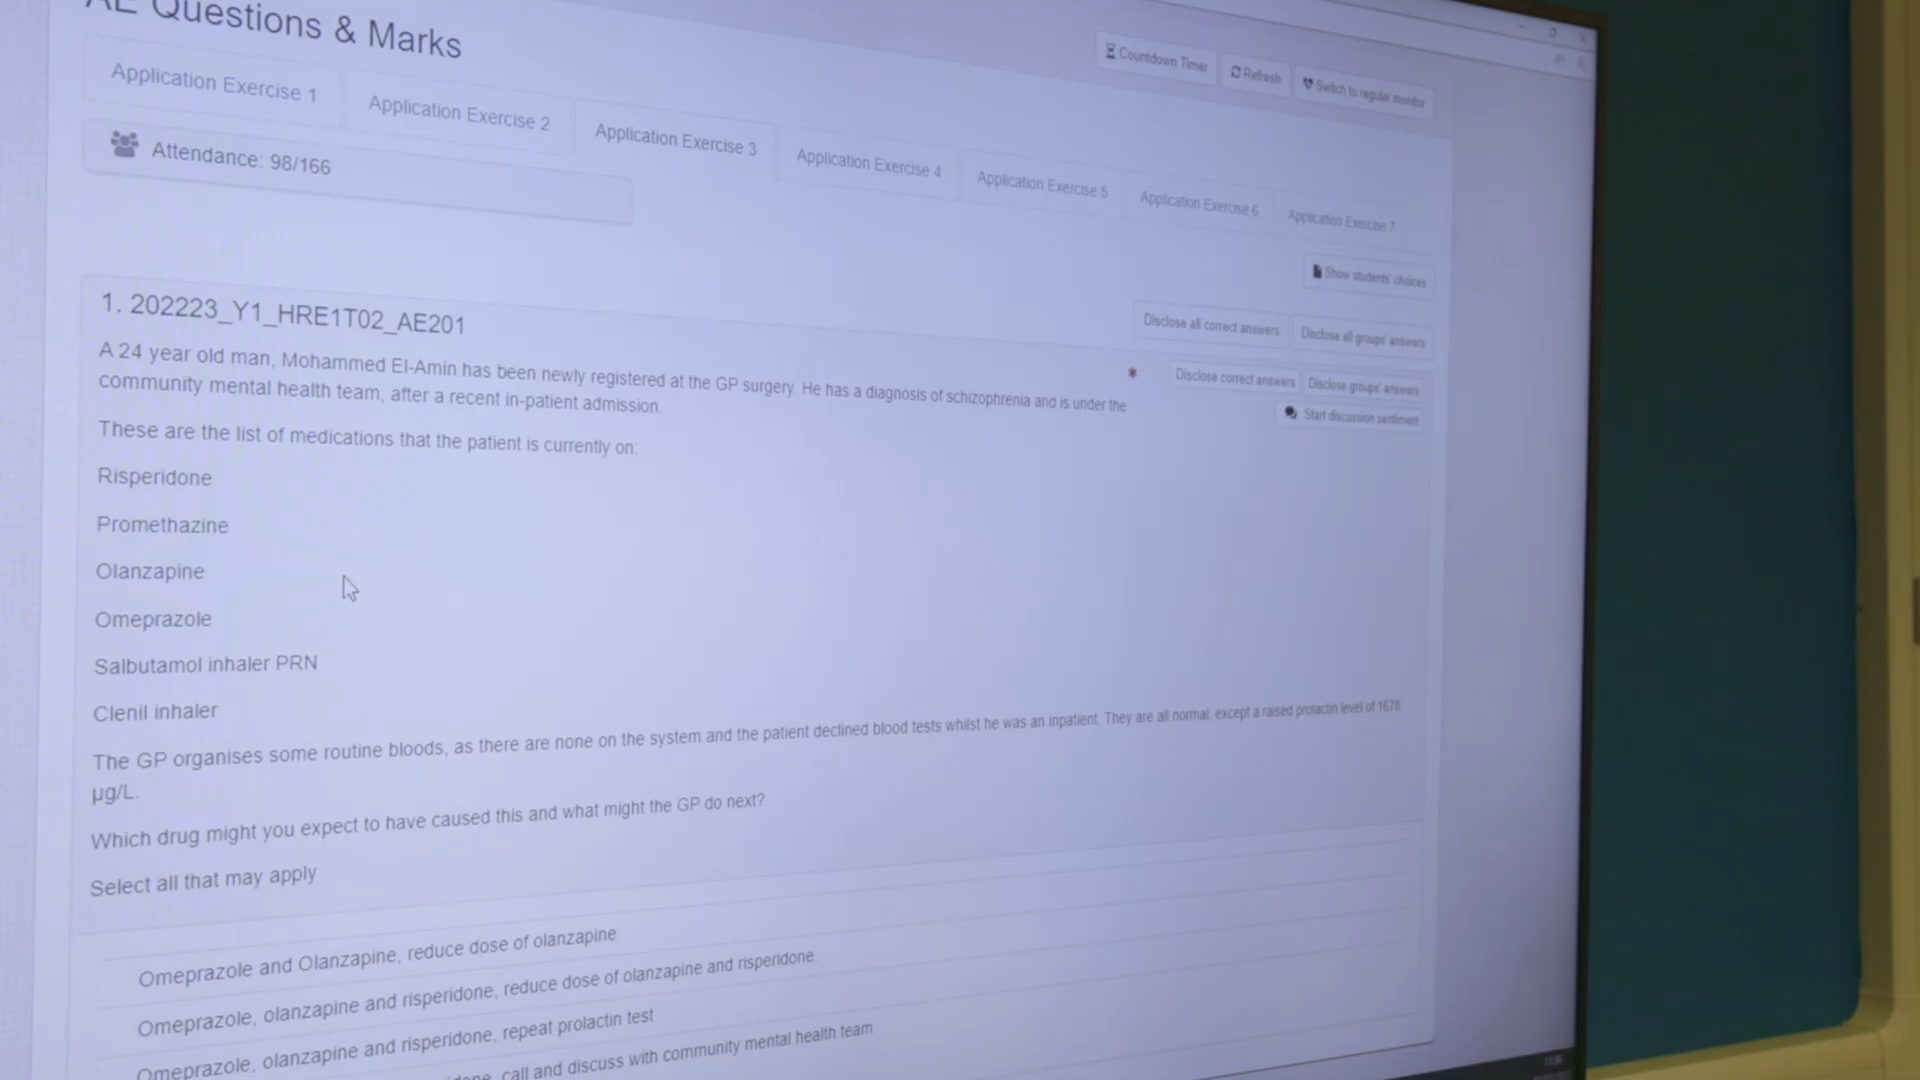 AE Questions & Marks
Countdown Timer
Refresh
Switch to regular monitor
Application Exercise 1
Application Exercise 2
Application Exercise 3
Application Exercise 4
Application Exercise 5
Application Exercise 6
Application Exercise 7
Attendance: 98/166
Show students' choices
Disclose all correct answers
Disclose all groups' answers
1. 202223_Y1_HRE1T02_AE201
A 24 year old man, Mohammed El-Amin has been newly registered at the GP surgery. He has a diagnosis of schizophrenia and is under the
community mental health team, after a recent in-patient admission.
*
Disclose correct answers
Disclose groups' answers
Start discussion sentiment
These are the list of medications that the patient is currently on:
Risperidone
Promethazine
Olanzapine
Omeprazole
Salbutamol inhaler PRN
Clenil inhaler
The GP organises some routine bloods, as there are none on the system and the patient declined blood tests whilst he was an inpatient. They are all normal, except a raised prolactin level of 1678
µg/L.
Which drug might you expect to have caused this and what might the GP do next?
Select all that may apply
Omeprazole and Olanzapine, reduce dose of olanzapine
Omeprazole, olanzapine and risperidone, reduce dose of olanzapine and risperidone.
Omeprazole, olanzapine and risperidone, repeat prolactin test
call and discuss with community mental health team